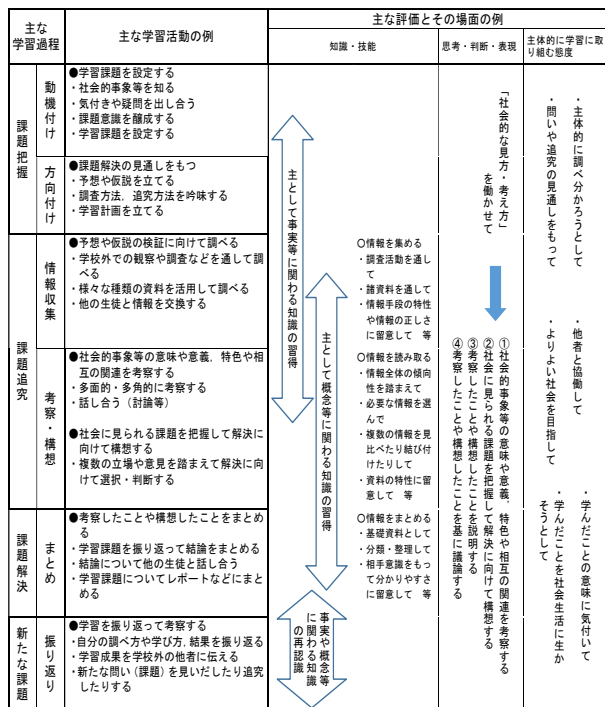 主な
学習過程
主な学習活動の例
主な評価とその場面の例
知識・技能
思考・判断・表現
主体的に学習に取
り組む態度
課題把握
動機付け
●学習課題を設定する
・社会的事象等を知る
・気付きや疑問を出し合う
・課題意識を醸成する
・学習課題を設定する
方向付け
●課題解決の見通しをもつ
・予想や仮説を立てる
・調査方法，追究方法を吟味する
・学習計画を立てる
課題追究
情報収集
●予想や仮説の検証に向けて調べる
・学校外での観察や調査などを通して調
べる
・様々な種類の資料を活用して調べる
・他の生徒と情報を交換する
考察・構想
●社会的事象等の意味や意義，特色や相
互の関連を考察する
・多面的・多角的に考察する
・話し合う（討論等）
●社会に見られる課題を把握して解決に
向けて構想する
・複数の立場や意見を踏まえて解決に向
けて選択・判断する
課題解決
まとめ
●考察したことや構想したことをまとめ
る
・学習課題を振り返って結論をまとめる
・結論について他の生徒と話し合う
・学習課題についてレポートなどにまと
める
新たな課題
振り返り
●学習を振り返って考察する
・自分の調べ方や学び方，結果を振り返る
・学習成果を学校外の他者に伝える
・新たな問い（課題）を見いだしたり追究
したりする
主として事実等に関わる知識の習得
主として概念等に関わる知識の習得
事実や概念等
に関わる知識
の再認識
〇情報を集める
・調査活動を通し
て
・諸資料を通して
・情報手段の特性
や情報の正しさ
に留意して　等
〇情報を読み取る
・情報全体の傾向
性を踏まえて
・必要な情報を選
んで
・複数の情報を見
比べたり結び付
けたりして
・資料の特性に留
意して　等
〇情報をまとめる
・基礎資料として
・分類・整理して
・相手意識をもっ
て分かりやすさ
に留意して　等
「社会的な見方・考え方」
を働かせて
①社会的事象等の意味や意義，特色や相互の関連を考察する
②社会に見られる課題を把握して解決に向けて構想する
③考察したことや構想したことを説明する
④考察したことや構想したことを基に議論する
・主体的に調べ分かろうとして
・問いや追究の見通しをもって
・他者と協働して
・よりよい社会を目指して
・学んだことの意味に気付いて
・学んだことを社会生活に生か
そうとして